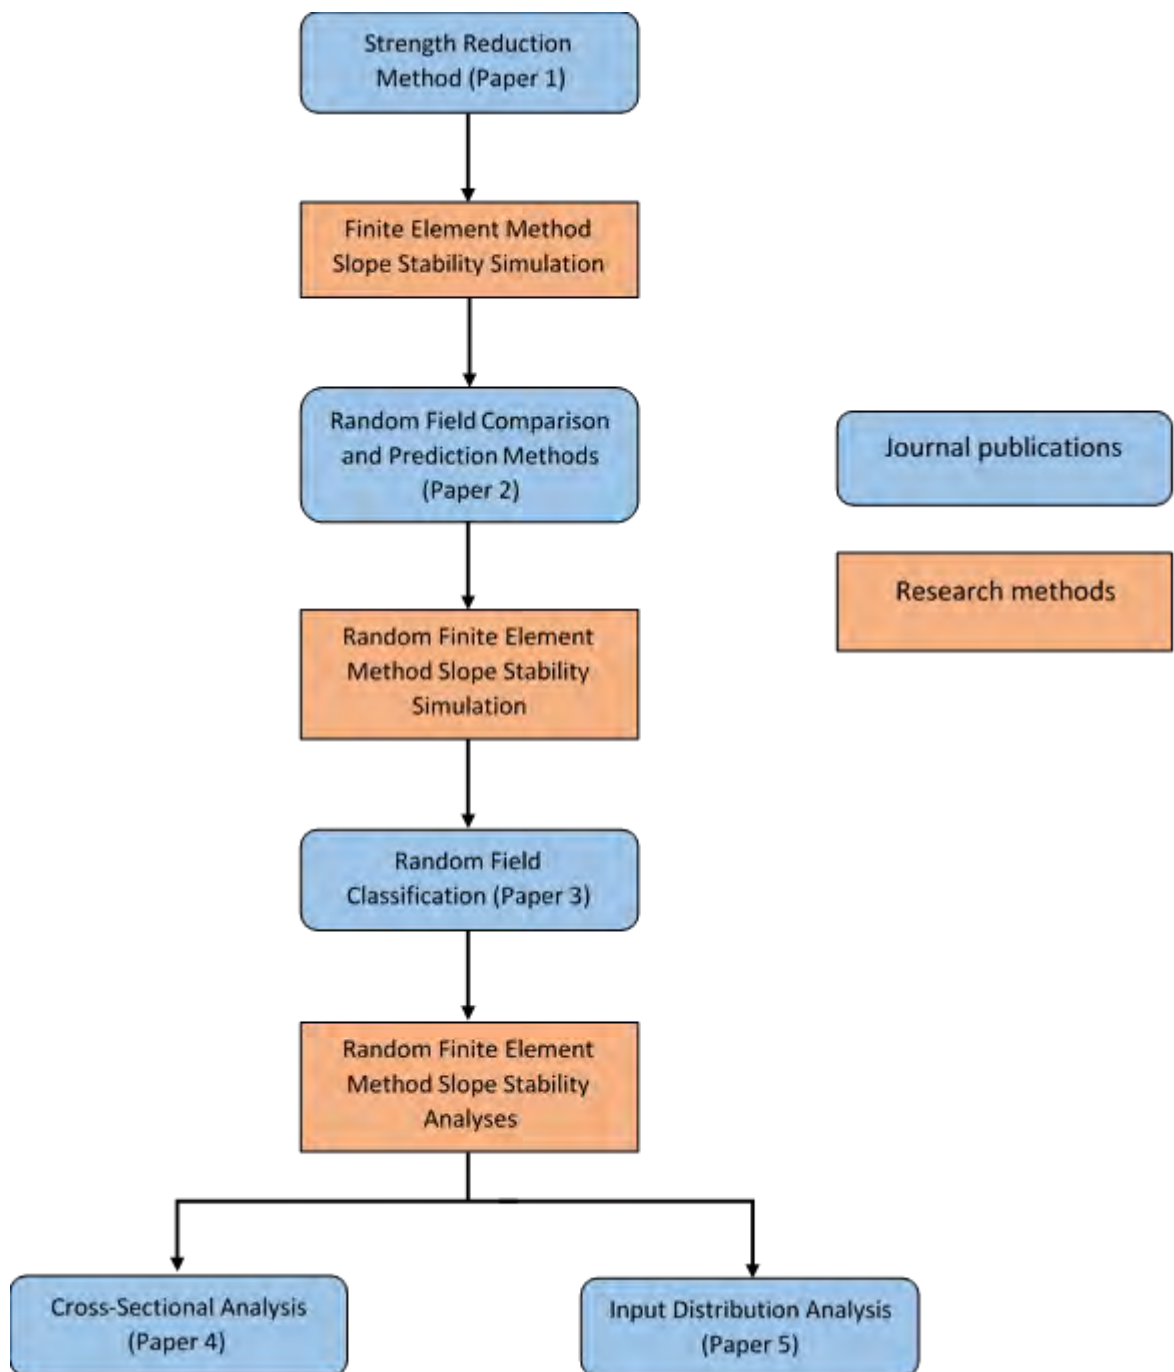 Strength Reduction
Method (Paper 1)
Finite Element Method
Slope Stability Simulation
Random Field Comparison
and Prediction Methods
(Paper 2)
Journal publications
Research methods
Random Finite Element
Method Slope Stability
Simulation
Random Field
Classification (Paper 3)
Random Finite Element
Method Slope Stability
Analyses
Cross-Sectional Analysis
(Paper 4)
Input Distribution Analysis
(Paper 5)